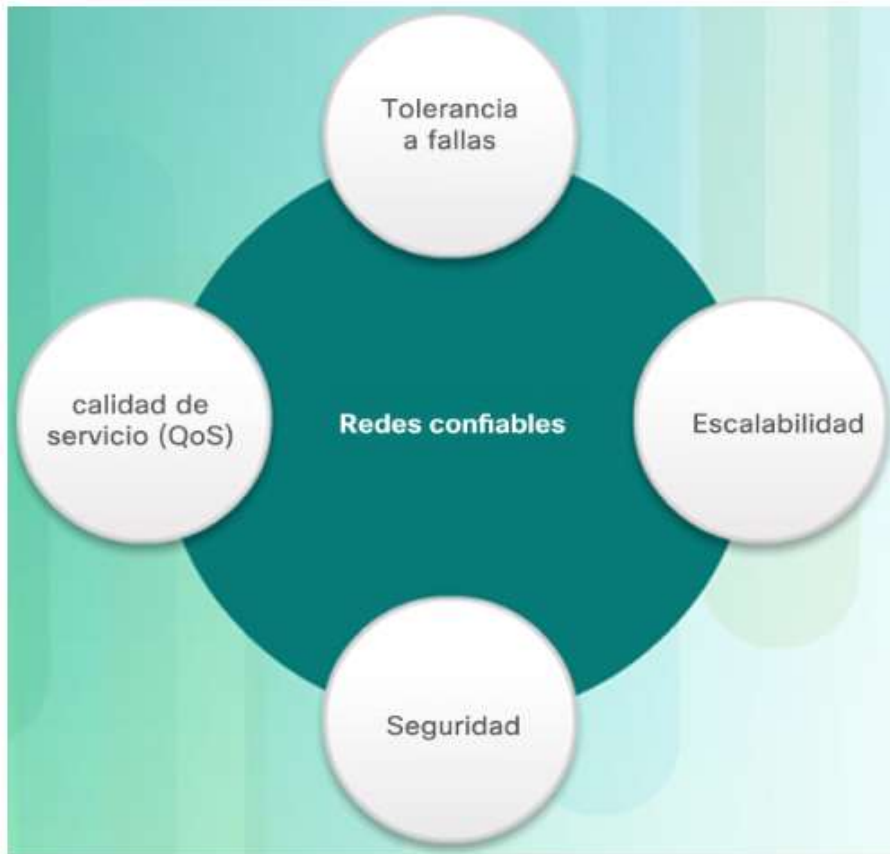 Tolerancia
a fallas
calidad de
servicio (QoS)
Redes confiables
Escalabilidad
Seguridad